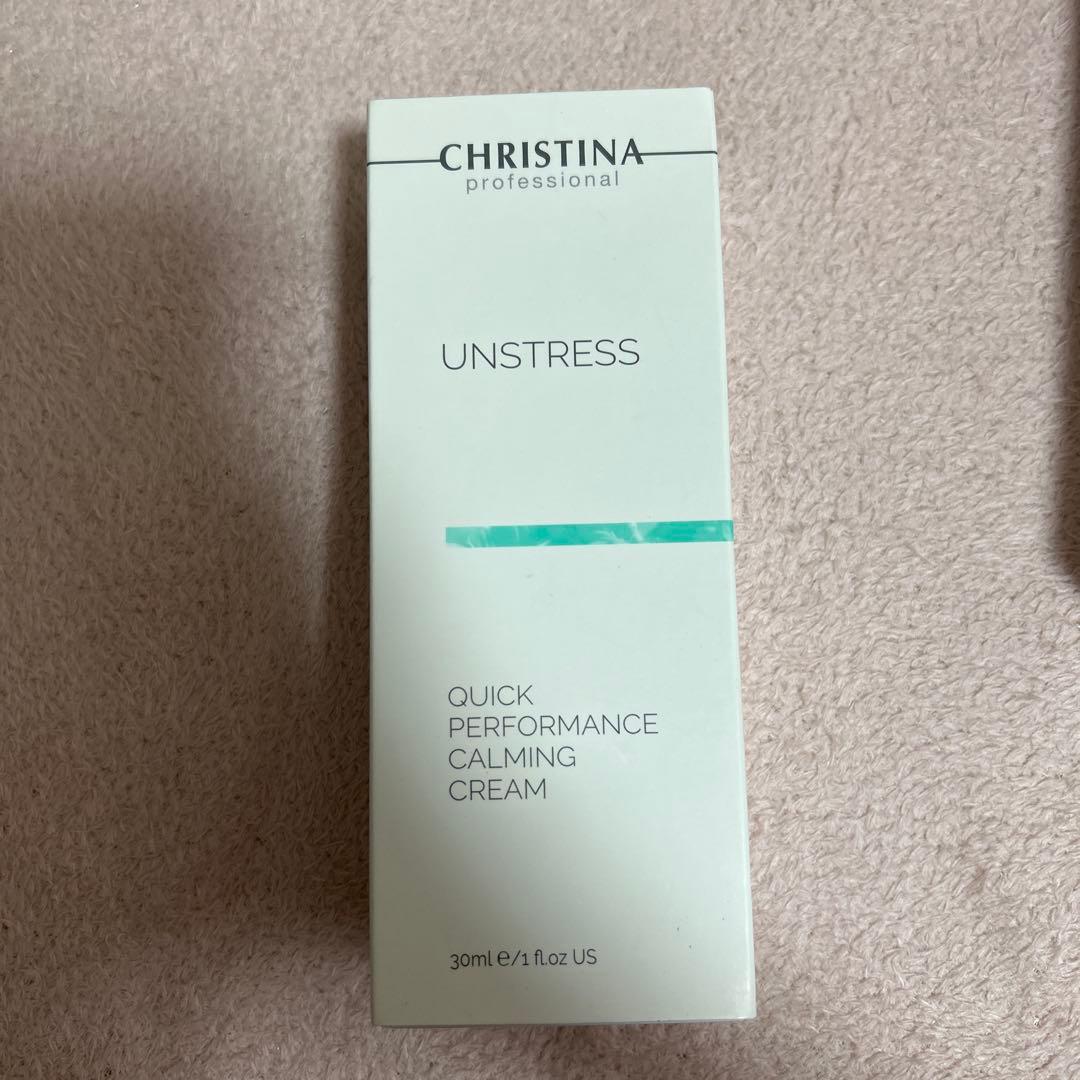 CHRISTINA
professional
UNSTRESS
QUICK
PERFORMANCE
CALMING
CREAM
30ml ℮/1 fl.oz US